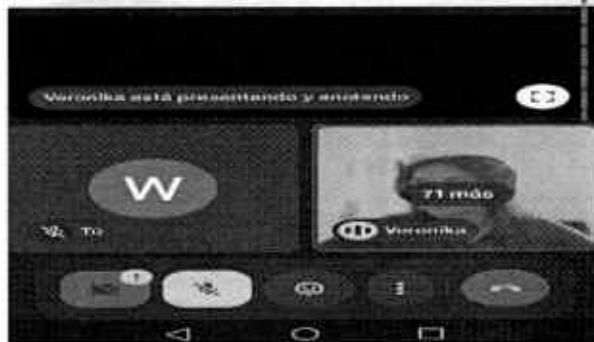 Veronika está presentando y anotando
W
Tú
71 más
Veronika